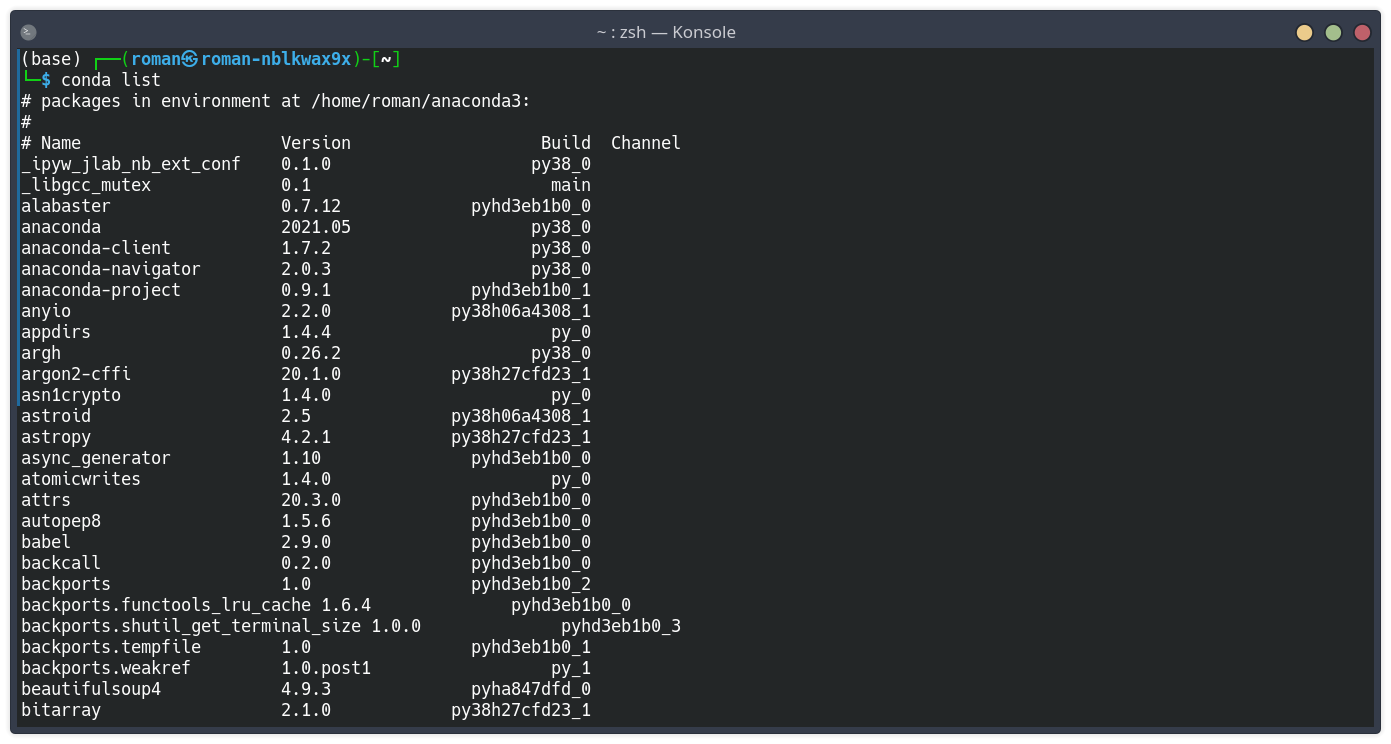 ~ : zsh — Konsole
(base) ┌──(roman㉿roman-nblkwax9x)-[~]
└─$ conda list
# packages in environment at /home/roman/anaconda3:
#
# Name                    Version                   Build  Channel
_ipyw_jlab_nb_ext_conf    0.1.0                    py38_0
_libgcc_mutex             0.1                        main
alabaster                 0.7.12             pyhd3eb1b0_0
anaconda                  2021.05                  py38_0
anaconda-client           1.7.2                    py38_0
anaconda-navigator        2.0.3                    py38_0
anaconda-project          0.9.1              pyhd3eb1b0_1
anyio                     2.2.0            py38h06a4308_1
appdirs                   1.4.4                      py_0
argh                      0.26.2                   py38_0
argon2-cffi               20.1.0           py38h27cfd23_1
asn1crypto                1.4.0                      py_0
astroid                   2.5              py38h06a4308_1
astropy                   4.2.1            py38h27cfd23_1
async_generator           1.10               pyhd3eb1b0_0
atomicwrites              1.4.0                      py_0
attrs                     20.3.0             pyhd3eb1b0_0
autopep8                  1.5.6              pyhd3eb1b0_0
babel                     2.9.0              pyhd3eb1b0_0
backcall                  0.2.0              pyhd3eb1b0_0
backports                 1.0                pyhd3eb1b0_2
backports.functools_lru_cache 1.6.4              pyhd3eb1b0_0
backports.shutil_get_terminal_size 1.0.0              pyhd3eb1b0_3
backports.tempfile        1.0                pyhd3eb1b0_1
backports.weakref         1.0.post1                  py_1
beautifulsoup4            4.9.3              pyha847dfd_0
bitarray                  2.1.0            py38h27cfd23_1